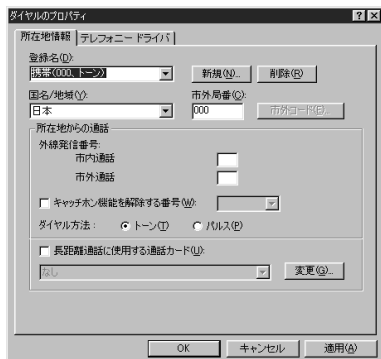 ダイヤルのプロパティ
所在地情報 テレフォニー ドライバ
登録名(D):
携帯(000、トーン)
新規(N)... 削除(R)
国名/地域(Y): 市外局番(C):
日本 000 市外コード(E)...
所在地からの通話
外線発信番号:
市内通話
市外通話
キャッチホン機能を解除する番号(W):
ダイヤル方法: トーン(T) パルス(P)
長距離通話に使用する通話カード(U):
なし 変更(G)...
OK キャンセル 適用(A)